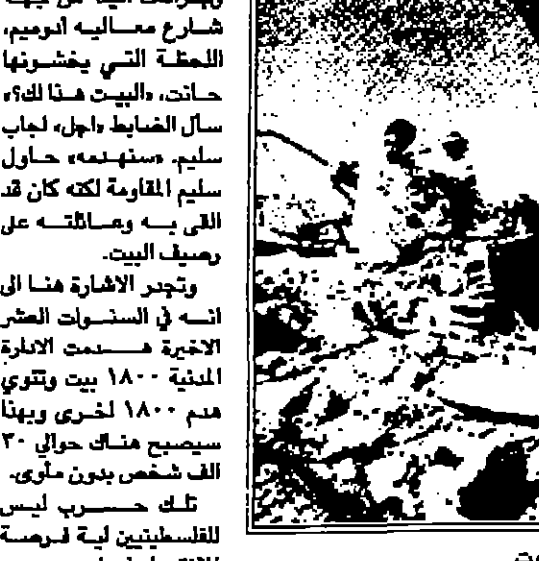 شارع معاليه ادوميم،
اللحظة التي يخشونها
حانت، «البيت هذا لك؟»
سأل الضابط «اجل» اجاب
سليم. «سنهدمه» حاول
سليم المقاومة لكنه كان قد
القي به وعائلته على
رصيف البيت.
وتجدر الاشارة هنا الى
انه في السنوات العشر
الاخيرة هدمت الادارة
المدنية ١٨٠٠ بيت وتنوي
هدم ١٨٠٠ اخرى وبهذا
سيصبح هناك حوالي ٣٠
الف شخص بدون مأوى.
تلك حرب ليس
للفلسطينيين اية فرصة